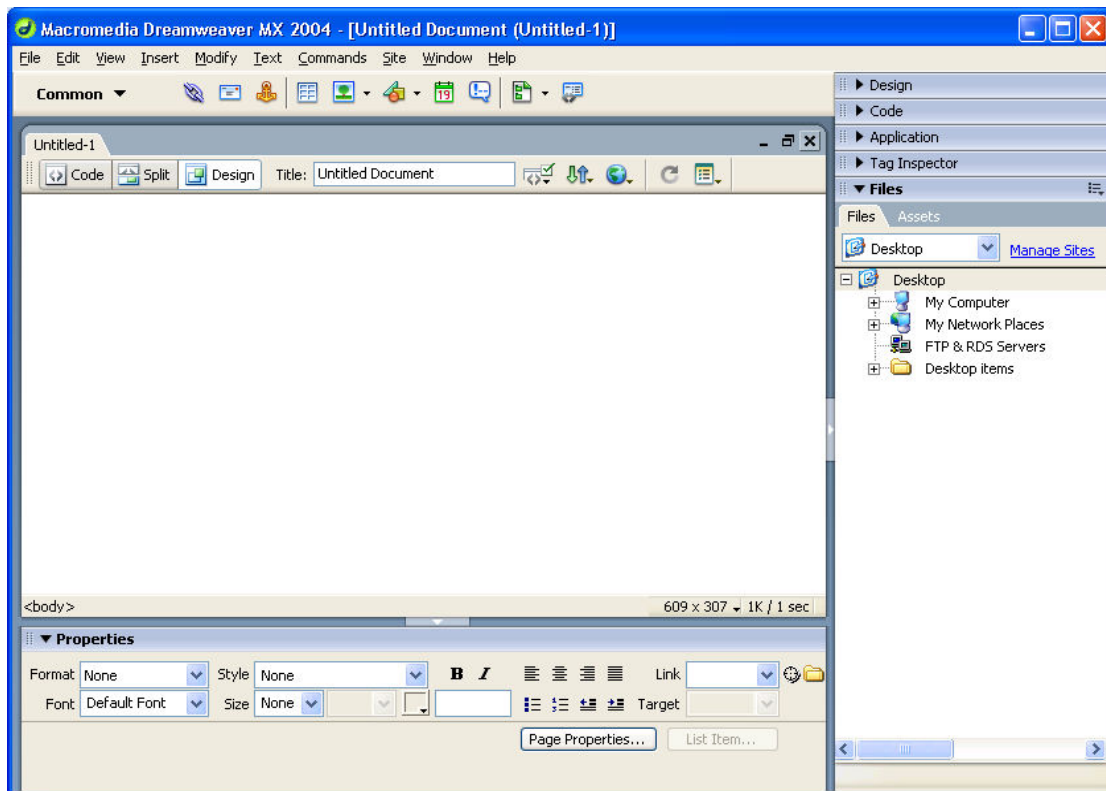 Macromedia Dreamweaver MX 2004 - [Untitled Document (Untitled-1)]
File Edit View Insert Modify Text Commands Site Window Help
Common
19
Untitled-1
Code Split Design Title: Untitled Document
<body> 609 x 307 1K / 1 sec
Properties
Format None Style None B I Link
Font Default Font Size None Target
Page Properties... List Item...
Design
Code
Application
Tag Inspector
Files
Files Assets
Desktop Manage Sites
Desktop
My Computer
My Network Places
FTP & RDS Servers
Desktop items